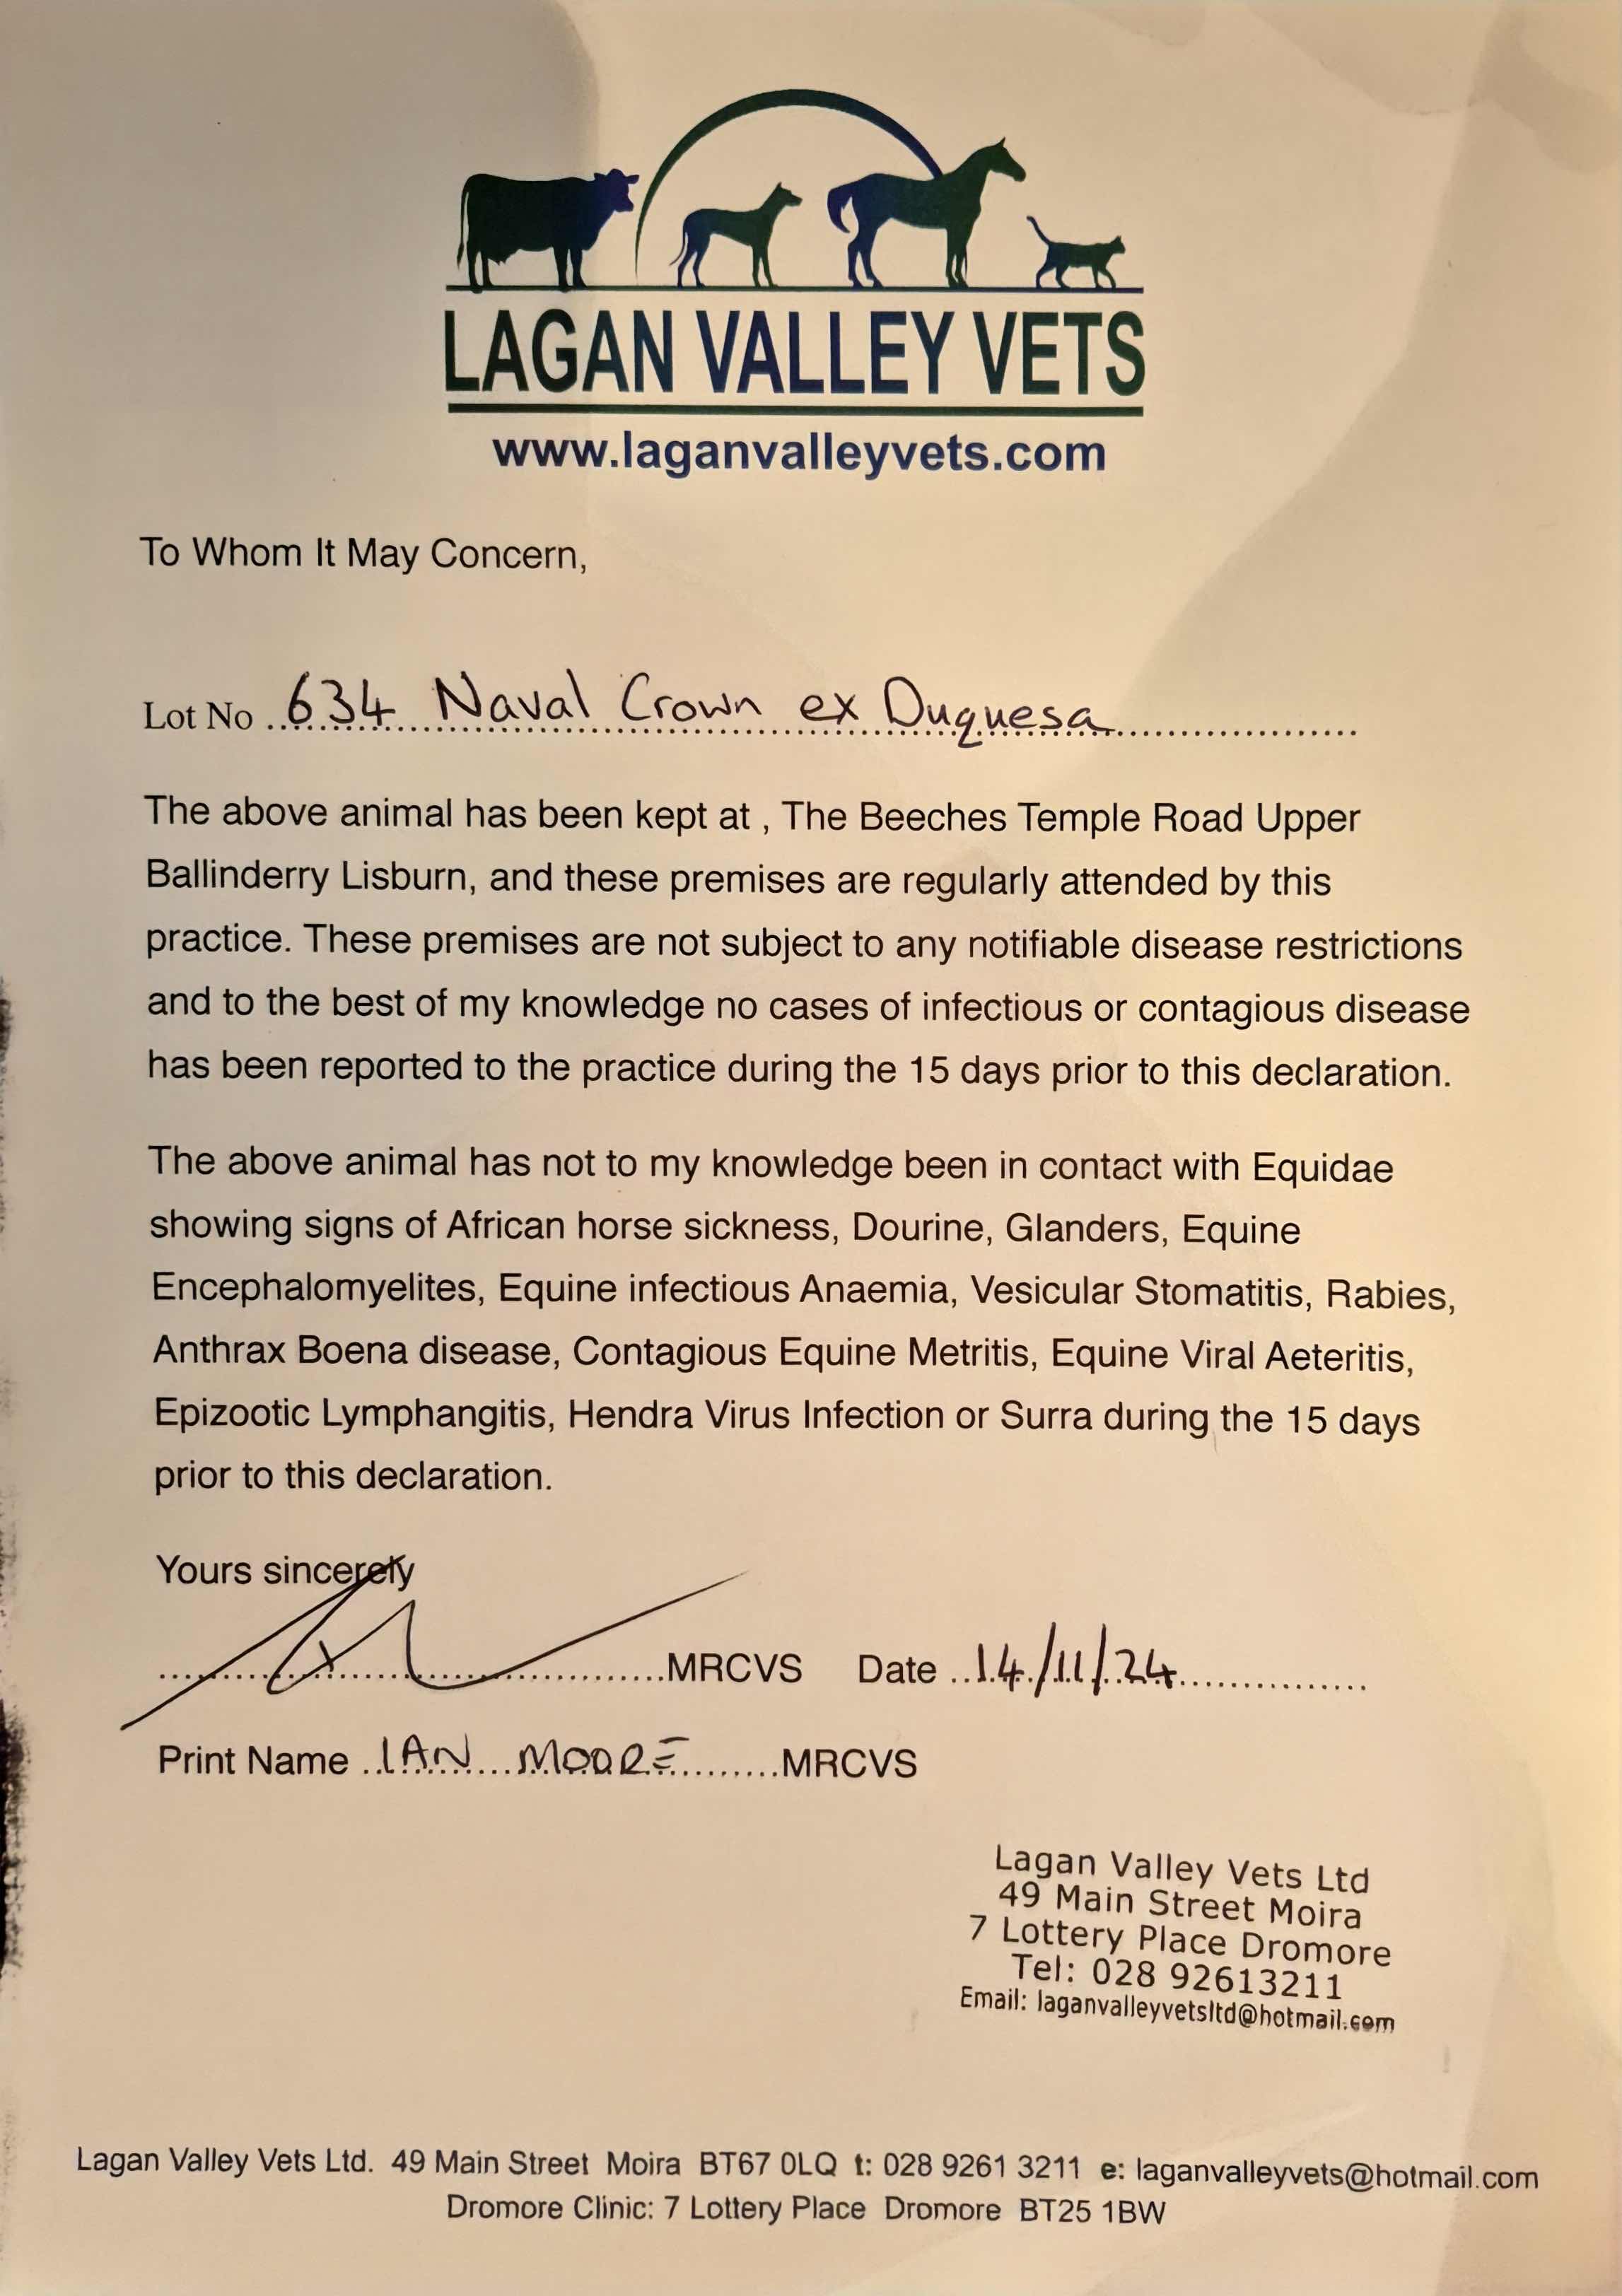 LAGAN VALLEY VETS
www.laganvalleyvets.com
To Whom It May Concern,
Lot No ..634 Naval Crown ex Duquesa..................
The above animal has been kept at , The Beeches Temple Road Upper
Ballinderry Lisburn, and these premises are regularly attended by this
practice. These premises are not subject to any notifiable disease restrictions
and to the best of my knowledge no cases of infectious or contagious disease
has been reported to the practice during the 15 days prior to this declaration.
The above animal has not to my knowledge been in contact with Equidae
showing signs of African horse sickness, Dourine, Glanders, Equine
Encephalomyelites, Equine infectious Anaemia, Vesicular Stomatitis, Rabies,
Anthrax Boena disease, Contagious Equine Metritis, Equine Viral Aeteritis,
Epizootic Lymphangitis, Hendra Virus Infection or Surra during the 15 days
prior to this declaration.
Yours sincerely
..............................MRCVS Date ..14/11/24...............
Print Name ..IAN...MOORE.........MRCVS
Lagan Valley Vets Ltd
49 Main Street Moira
7 Lottery Place Dromore
Tel: 028 92613211
Email: laganvalleyvetsltd@hotmail.com
Lagan Valley Vets Ltd. 49 Main Street Moira BT67 0LQ t: 028 9261 3211 e: laganvalleyvets@hotmail.com
Dromore Clinic: 7 Lottery Place Dromore BT25 1BW